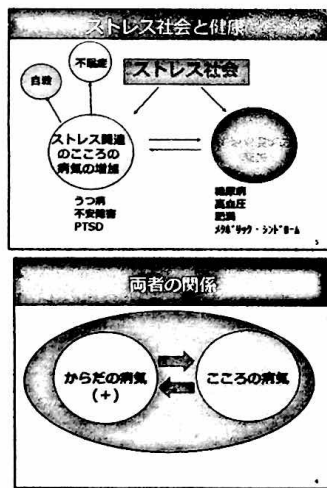 ストレス社会と健康
不眠症
自殺
ストレス社会
ストレス関連
のこころの
病気の増加
うつ病
不安障害
PTSD
糖尿病
高血圧
肥満
メタボリック・シンドローム
両者の関係
からだの病気
(+)
こころの病気
4